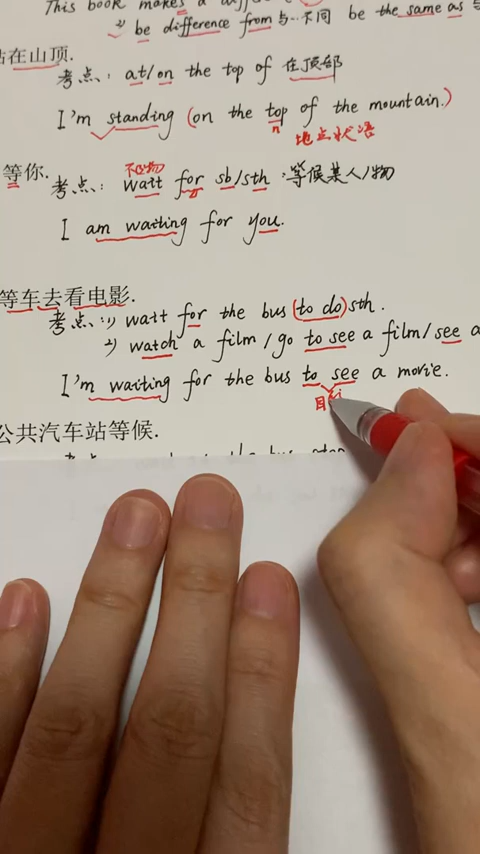 This book makes a
2) be difference from 与…不同 be the same as 与
站在山顶.
考点: at/on the top of 在顶部
I'm standing (on the top of the mountain.)
n 地点状语
不及物
等你. 考点: wait for sb/sth :等候某人/物
I am waiting for you.
等车去看电影.
考点: 1) wait for the bus (to do) sth.
2) watch a film/go to see a film/see a
I'm waiting for the bus to see a movie.
目
公共汽车站等候.